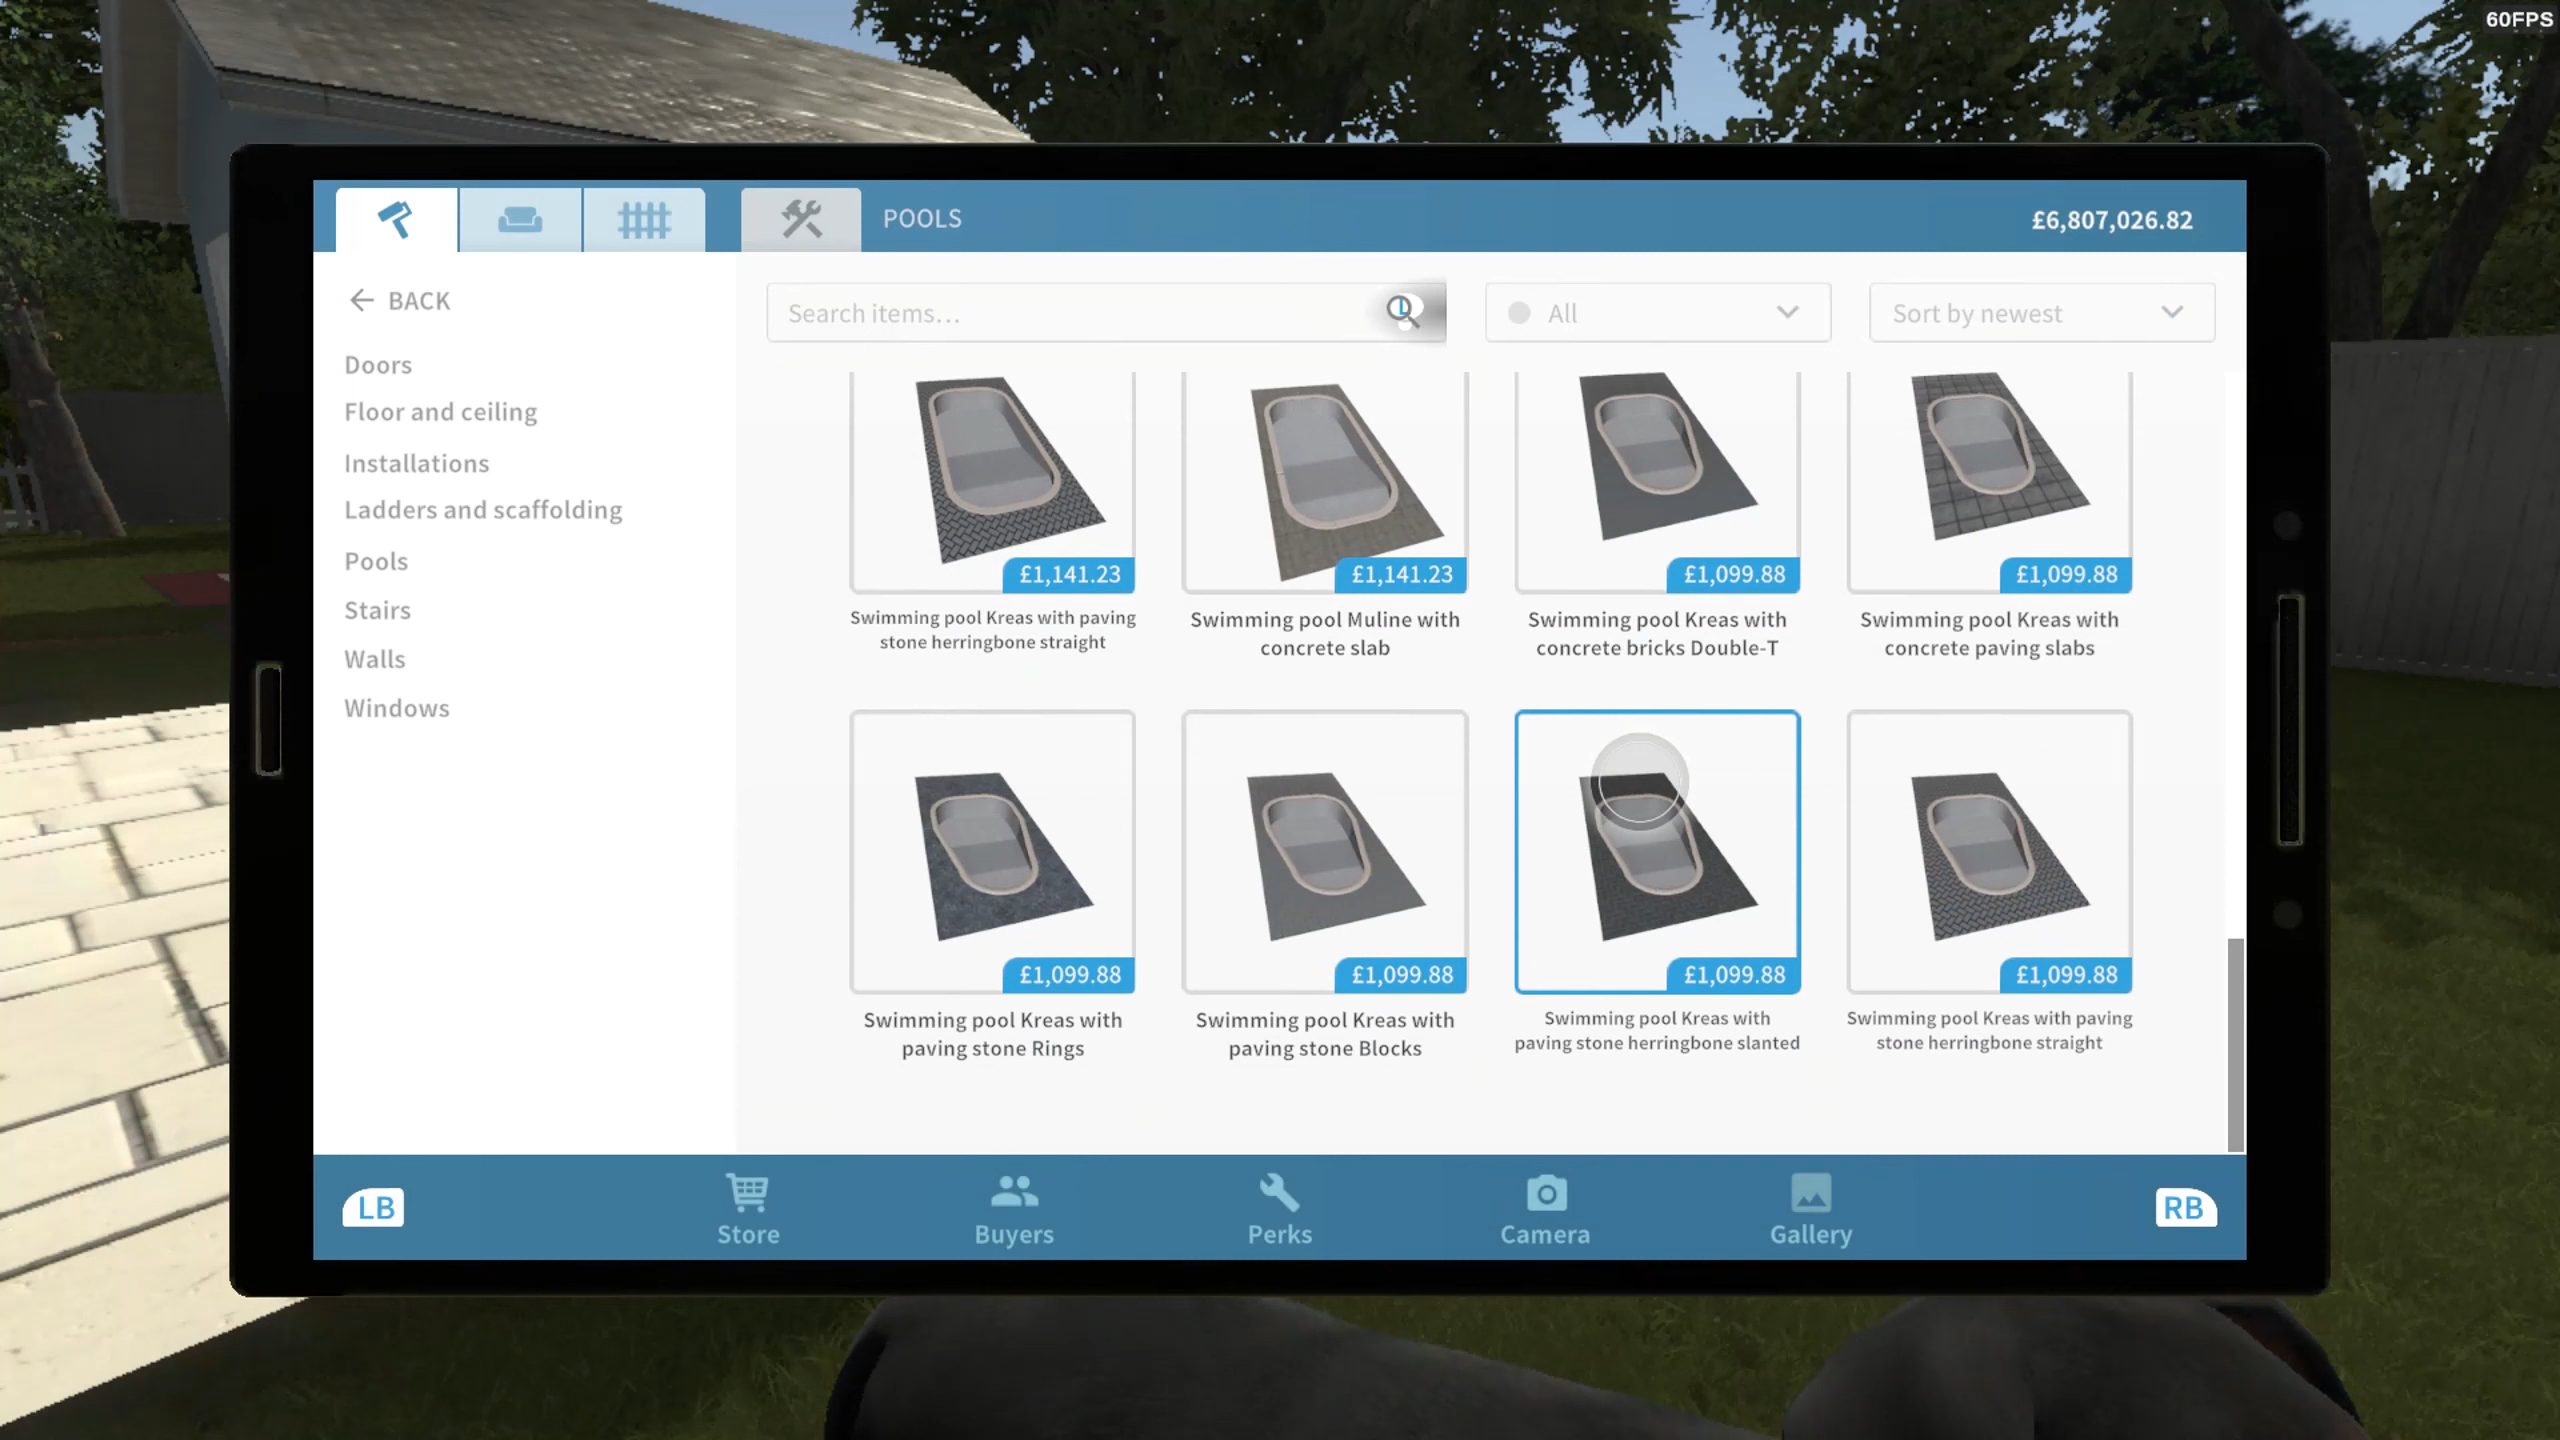 60FPS
POOLS
£6,807,026.82
BACK
Search items...
All
Sort by newest
Doors
Floor and ceiling
Installations
Ladders and scaffolding
Pools
Stairs
Walls
Windows
£1,141.23
£1,141.23
£1,099.88
£1,099.88
Swimming pool Kreas with paving
stone herringbone straight
Swimming pool Muline with
concrete slab
Swimming pool Kreas with
concrete bricks Double-T
Swimming pool Kreas with
concrete paving slabs
£1,099.88
£1,099.88
£1,099.88
£1,099.88
Swimming pool Kreas with
paving stone Rings
Swimming pool Kreas with
paving stone Blocks
Swimming pool Kreas with
paving stone herringbone slanted
Swimming pool Kreas with paving
stone herringbone straight
LB
Store
Buyers
Perks
Camera
Gallery
RB